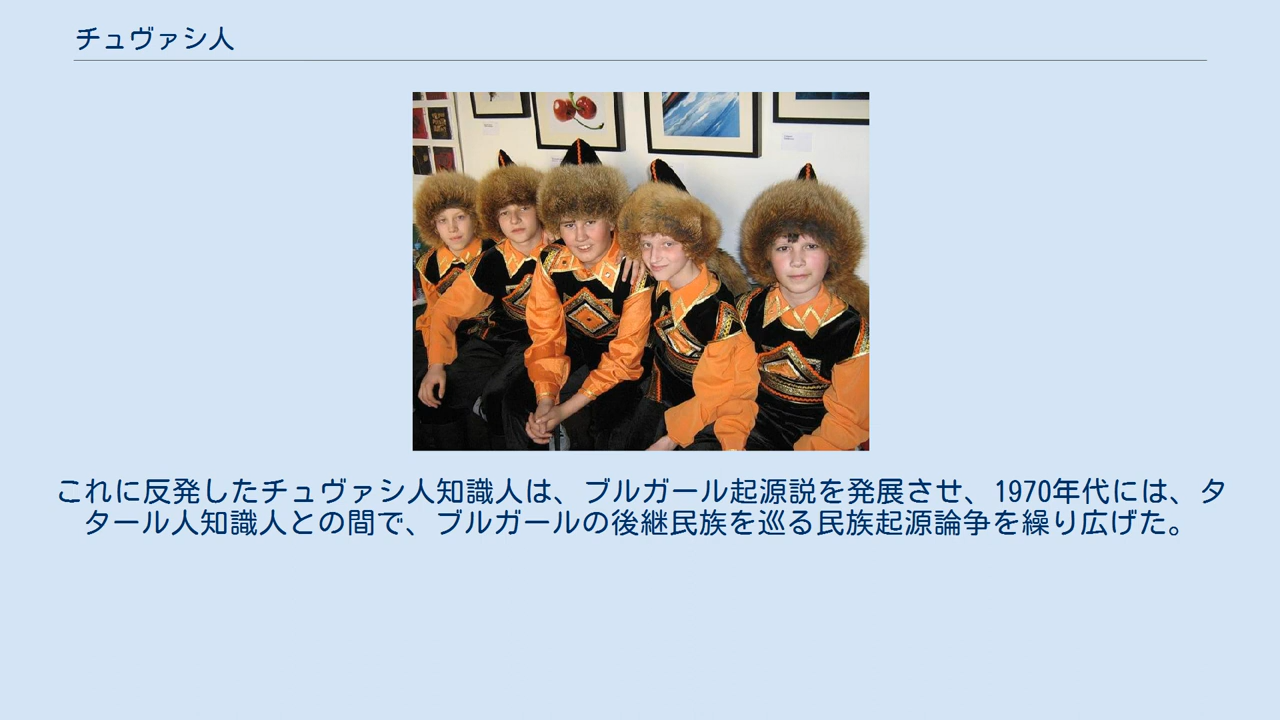 チュヴァシ人
これに反発したチュヴァシ人知識人は、ブルガール起源説を発展させ、1970年代には、タ
タール人知識人との間で、ブルガールの後継民族を巡る民族起源論争を繰り広げた。